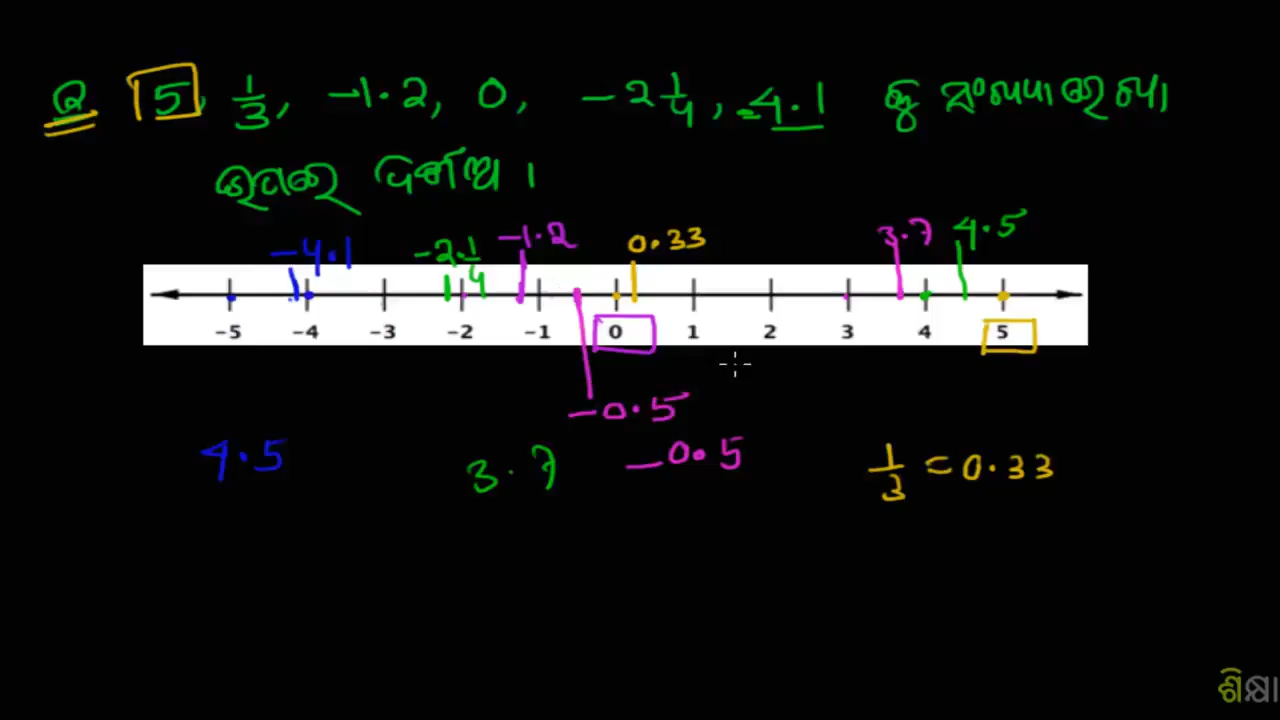 ପ୍ର 5, 1/3, -1.2, 0, -2 1/4, -4.1 କୁ ସଂଖ୍ୟା ରେଖା
ଉପରେ ଦର୍ଶାଅ ।
-4.1 -2 1/4 -1.2 0.33 3.7 4.5
-5 -4 -3 -2 -1 0 1 2 3 4 5
-0.5
4.5 3.7 -0.5 1/3 = 0.33
ଶିକ୍ଷା